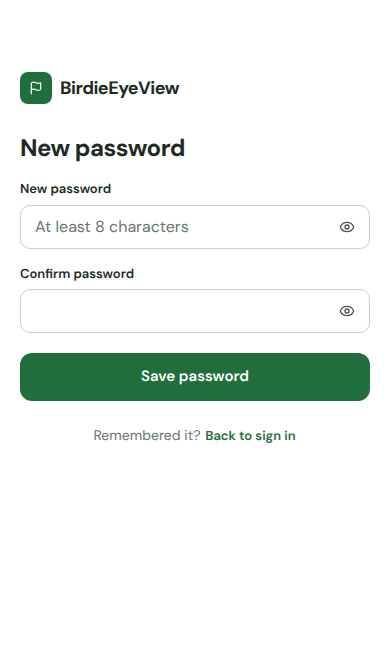 BirdieEyeView
New password
New password
At least 8 characters
Confirm password
Save password
Remembered it? Back to sign in